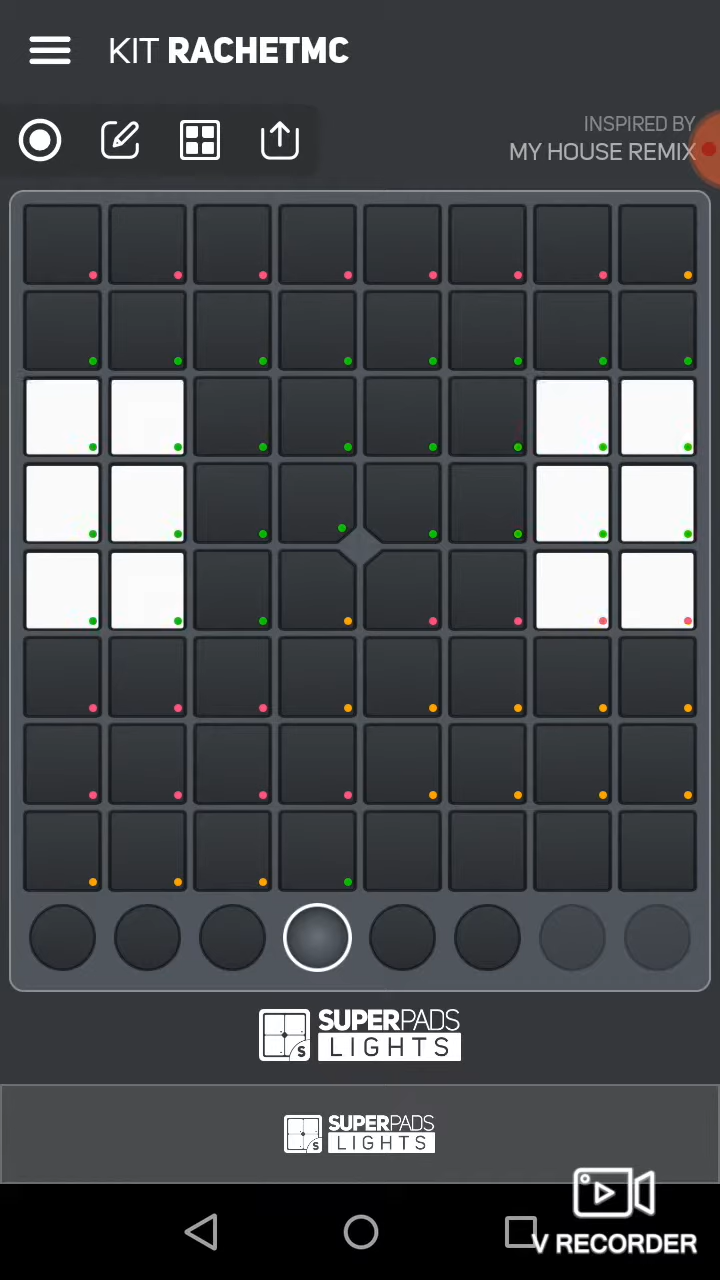 KIT RACHETMC
INSPIRED BY
MY HOUSE REMIX
SUPERPADS
LIGHTS
S
SUPERPADS
LIGHTS
S
V RECORDER